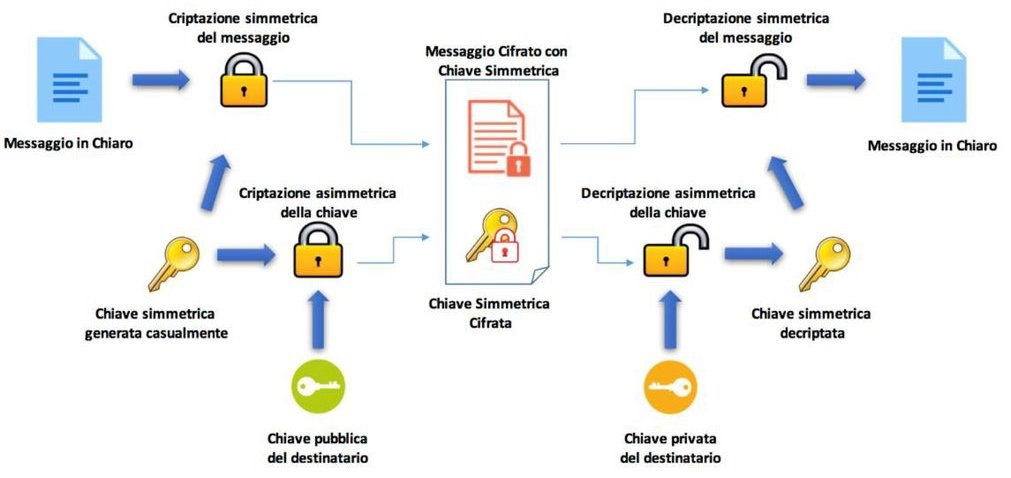 Criptazione simmetrica
del messaggio
Decriptazione simmetrica
del messaggio
Messaggio Cifrato con
Chiave Simmetrica
Messaggio in Chiaro
Messaggio in Chiaro
Criptazione asimmetrica
della chiave
Decriptazione asimmetrica
della chiave
Chiave simmetrica
generata casualmente
Chiave Simmetrica
Cifrata
Chiave simmetrica
decriptata
Chiave pubblica
del destinatario
Chiave privata
del destinatario